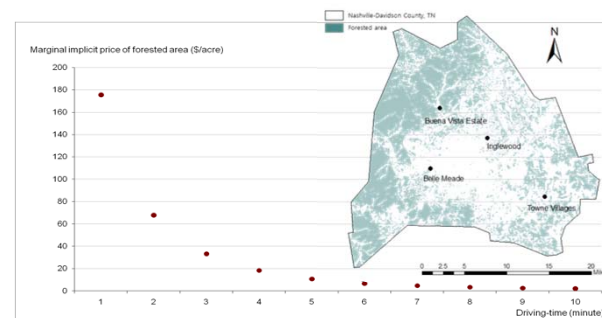 Nashville-Davidson County, TN
Forested area
N
Marginal implicit price of forested area ($/acre)
200
180
160
140
120
100
80
60
40
20
0
Buena Vista Estate
Inglewood
Belle Meade
Towne Villages
0 2.5 5 10 15 20
Mile
1 2 3 4 5 6 7 8 9 10
Driving-time (minute